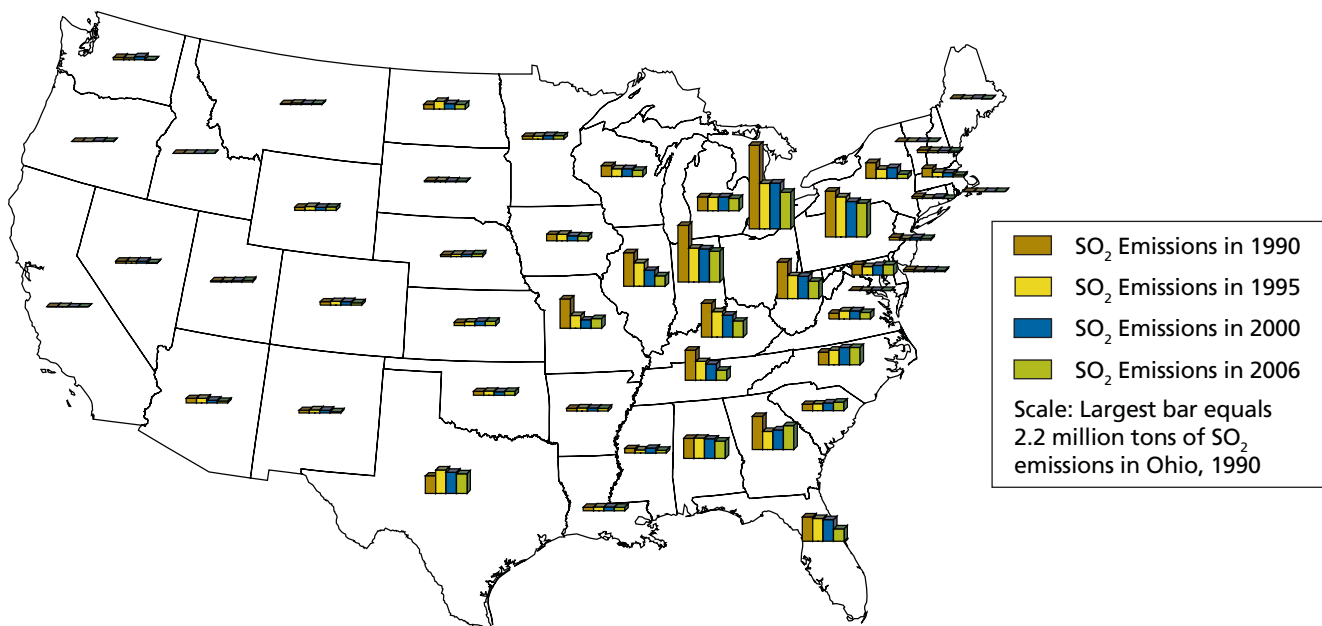 SO₂ Emissions in 1990
SO₂ Emissions in 1995
SO₂ Emissions in 2000
SO₂ Emissions in 2006
Scale: Largest bar equals
2.2 million tons of SO₂
emissions in Ohio, 1990